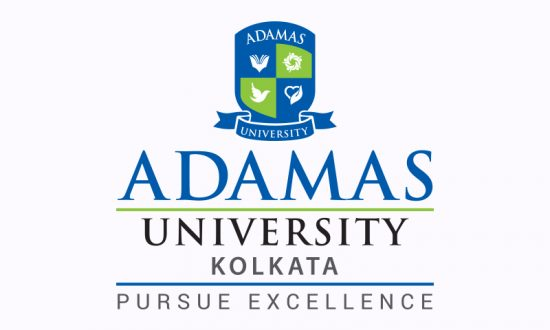 ADAMAS
UNIVERSITY
ADAMAS
UNIVERSITY
KOLKATA
PURSUE EXCELLENCE